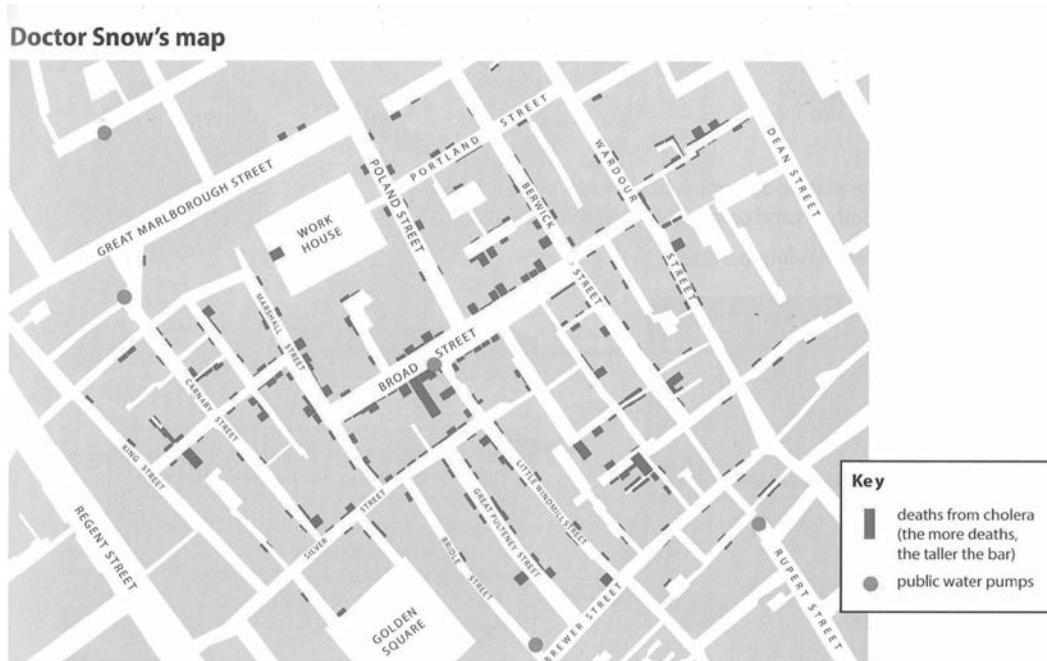 Doctor Snow's map
GREAT MARLBOROUGH STREET
POLAND STREET
PORTLAND STREET
BERWICK
STREET
WARDOUR
STREET
DEAN STREET
WORK
HOUSE
MARSHALL STREET
BROAD STREET
CARNABY STREET
KING STREET
REGENT STREET
SILVER STREET
BRIDLE STREET
GREAT PULTENEY STREET
LITTLE WINDMILL STREET
GOLDEN
SQUARE
BREWER STREET
RUPERT STREET
Key
deaths from cholera
(the more deaths,
the taller the bar)
public water pumps